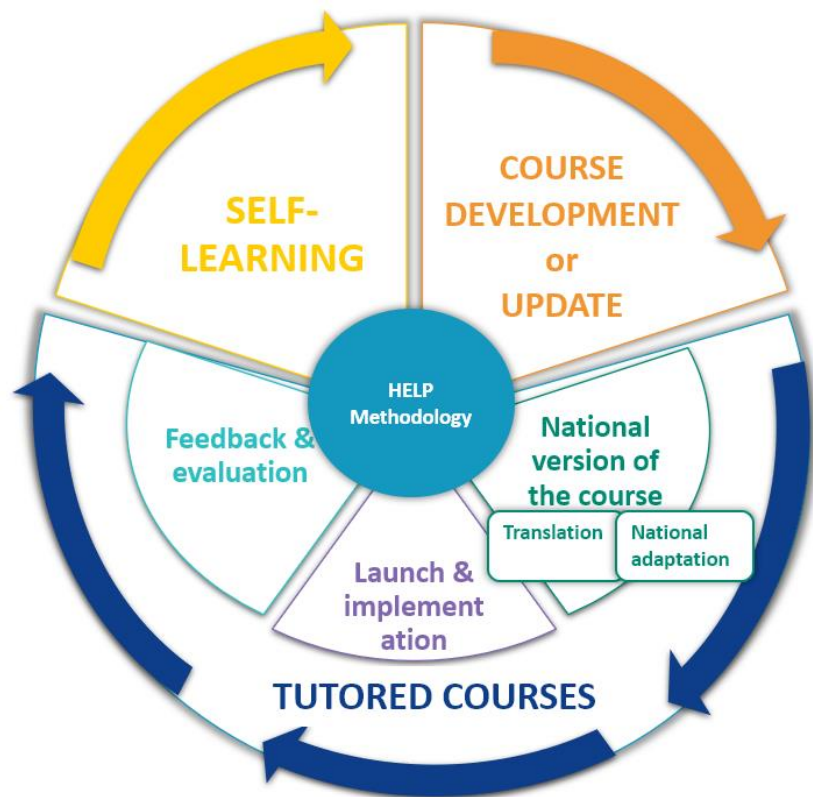 SELF-
LEARNING
COURSE
DEVELOPMENT
or
UPDATE
HELP
Methodology
Feedback &
evaluation
National
version of
the course
Translation
National
adaptation
Launch &
implement
ation
TUTORED COURSES